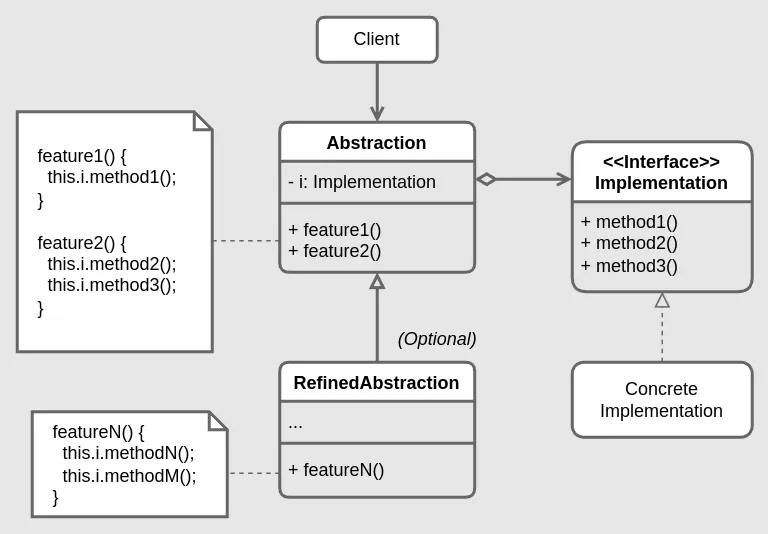 Client
feature1() {
this.i.method1();
}
feature2() {
this.i.method2();
this.i.method3();
}
Abstraction
- i: Implementation
+ feature1()
+ feature2()
<<Interface>>
Implementation
+ method1()
+ method2()
+ method3()
(Optional)
RefinedAbstraction
...
+ featureN()
Concrete
Implementation
featureN() {
this.i.methodN();
this.i.methodM();
}